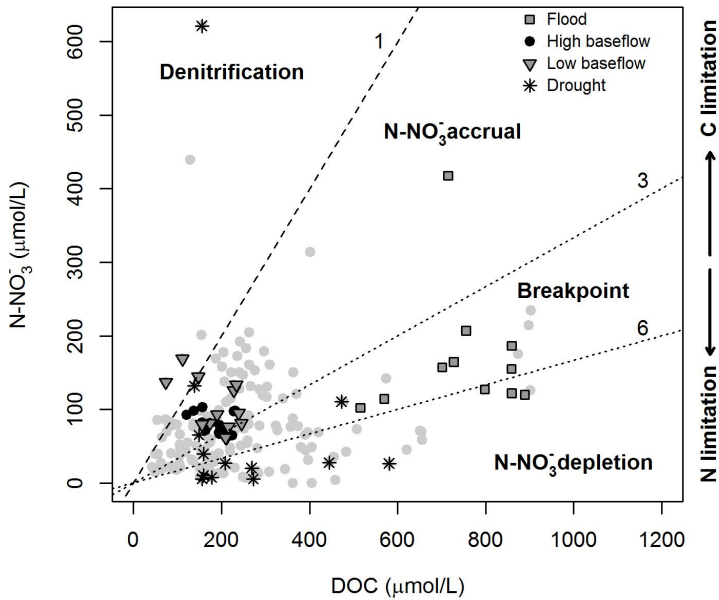 Flood
High baseflow
Low baseflow
Drought
1
Denitrification
N-NO₃⁻accrual
3
Breakpoint
6
N-NO₃⁻depletion
C limitation
N limitation
N-NO₃⁻ (μmol/L)
600
500
400
300
200
100
0
0 200 400 600 800 1000 1200
DOC (μmol/L)